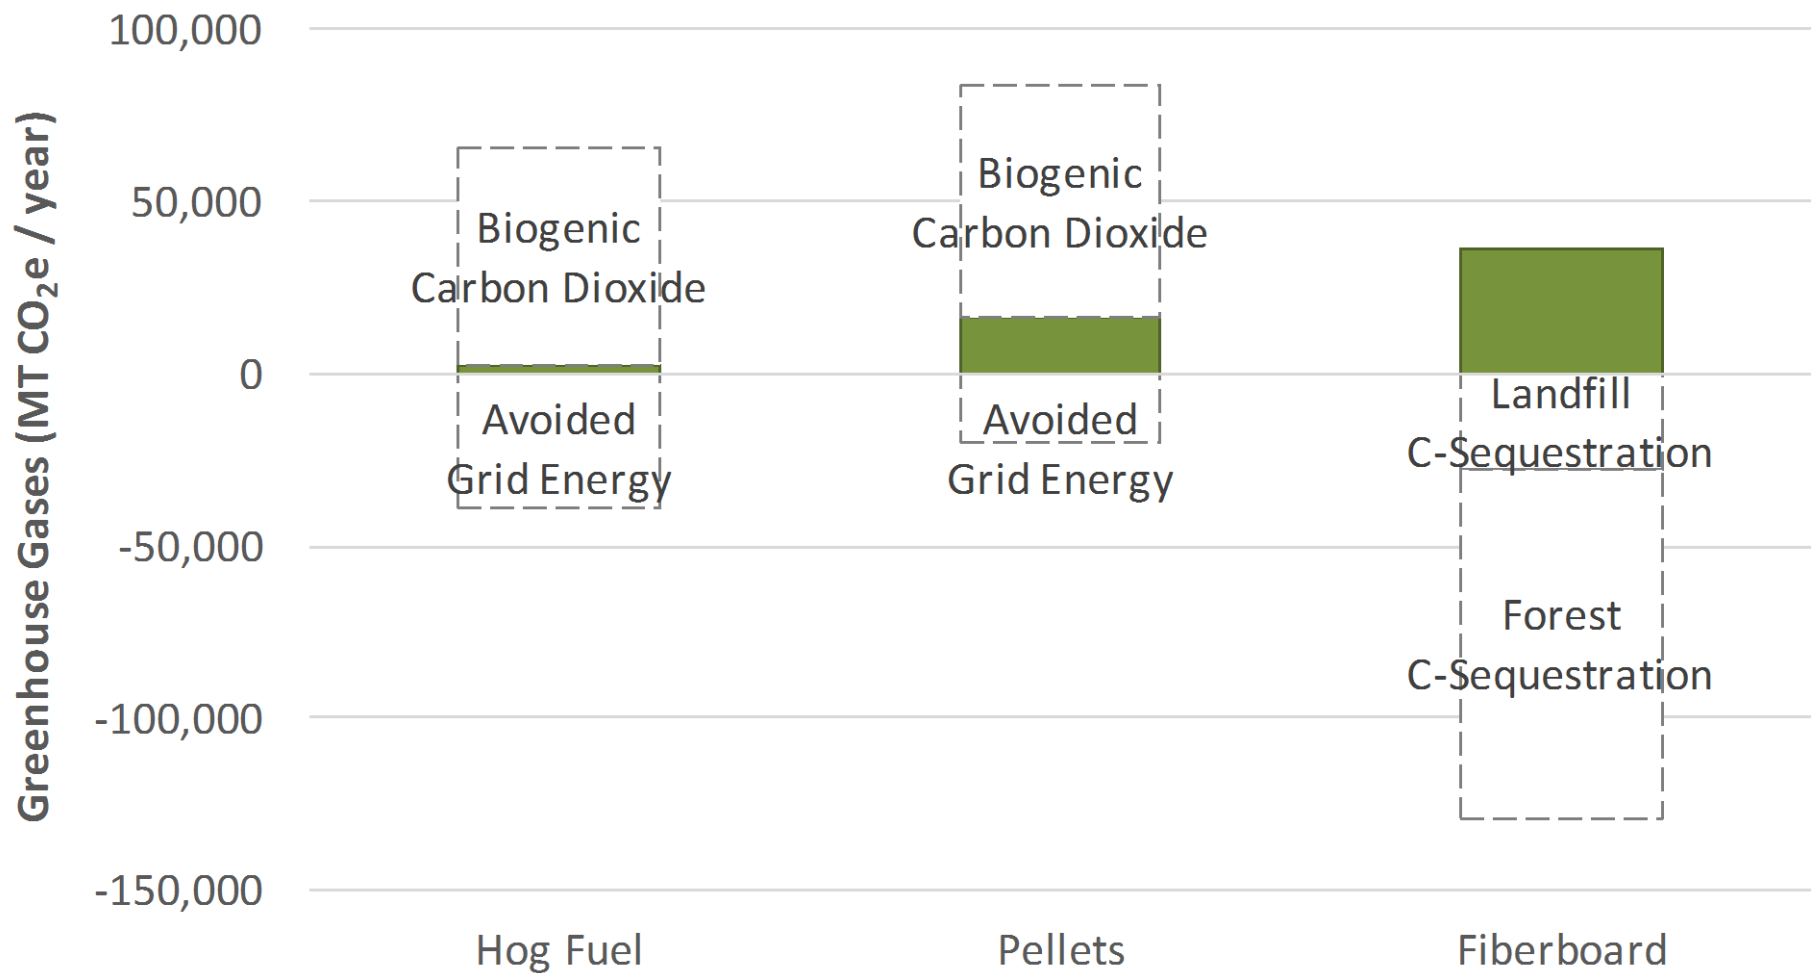 Greenhouse Gases (MT CO₂e / year)
100,000
50,000
0
-50,000
-100,000
-150,000
Biogenic
Carbon Dioxide
Avoided
Grid Energy
Biogenic
Carbon Dioxide
Avoided
Grid Energy
Landfill
C-Sequestration
Forest
C-Sequestration
Hog Fuel
Pellets
Fiberboard